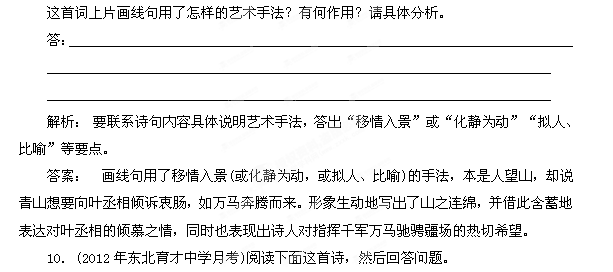 这首词上片画线句用了怎样的艺术手法？有何作用？请具体分析。
答：
解析： 要联系诗句内容具体说明艺术手法，答出“移情入景”或“化静为动”“拟人、
比喻”等要点。
答案： 画线句用了移情入景(或化静为动，或拟人、比喻)的手法，本是人望山，却说
青山想要向叶丞相倾诉衷肠，如万马奔腾而来。形象生动地写出了山之连绵，并借此含蓄地
表达对叶丞相的倾慕之情，同时也表现出诗人对指挥千军万马驰骋疆场的热切希望。
10．(2012年东北育才中学月考)阅读下面这首诗，然后回答问题。